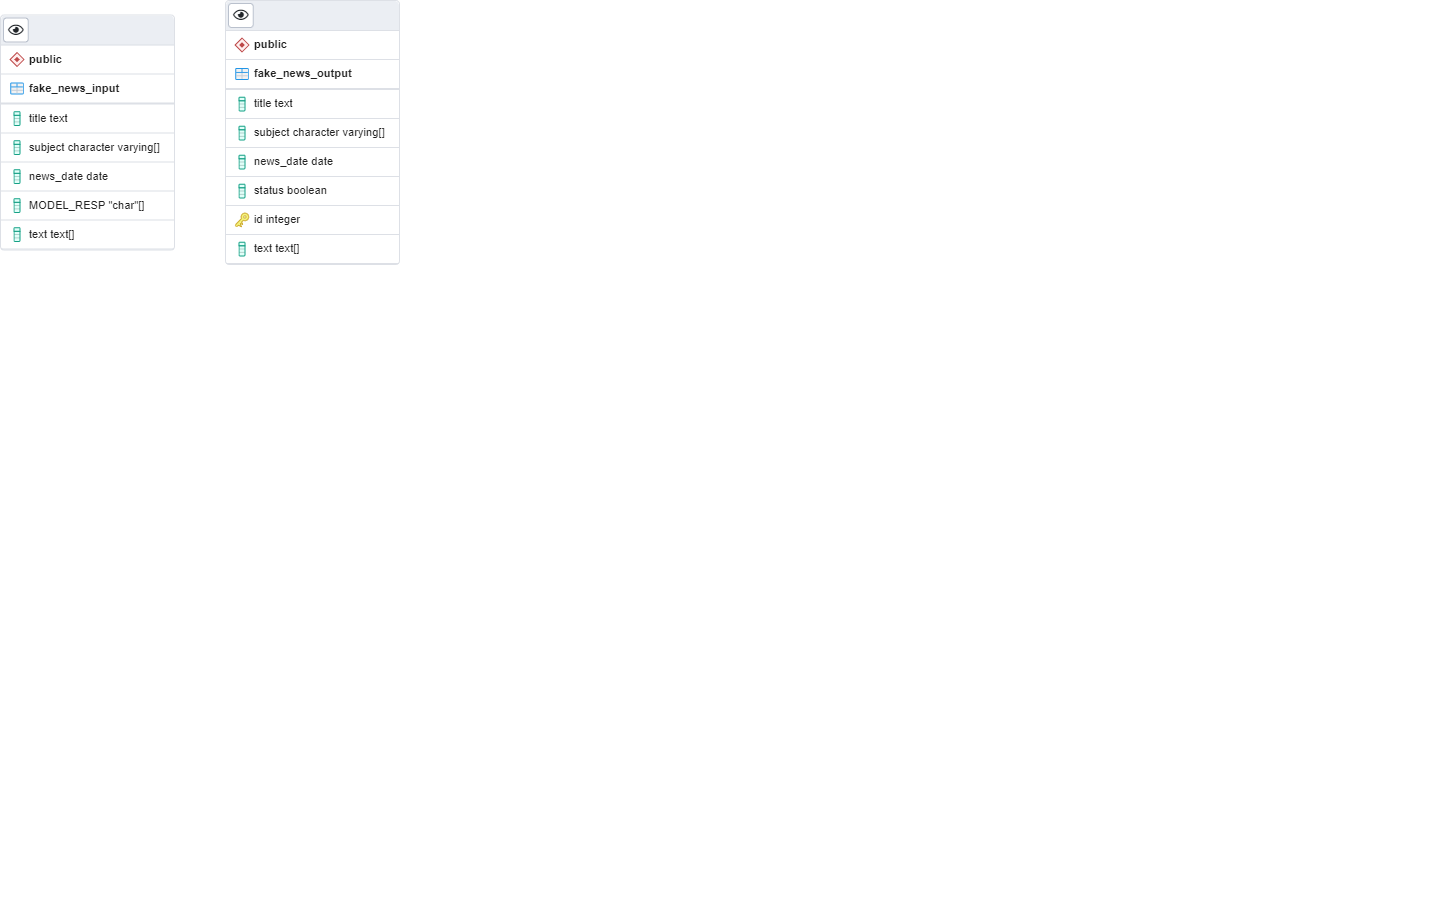 public
fake_news_input
title text
subject character varying[]
news_date date
MODEL_RESP "char"[]
text text[]
public
fake_news_output
title text
subject character varying[]
news_date date
status boolean
id integer
text text[]